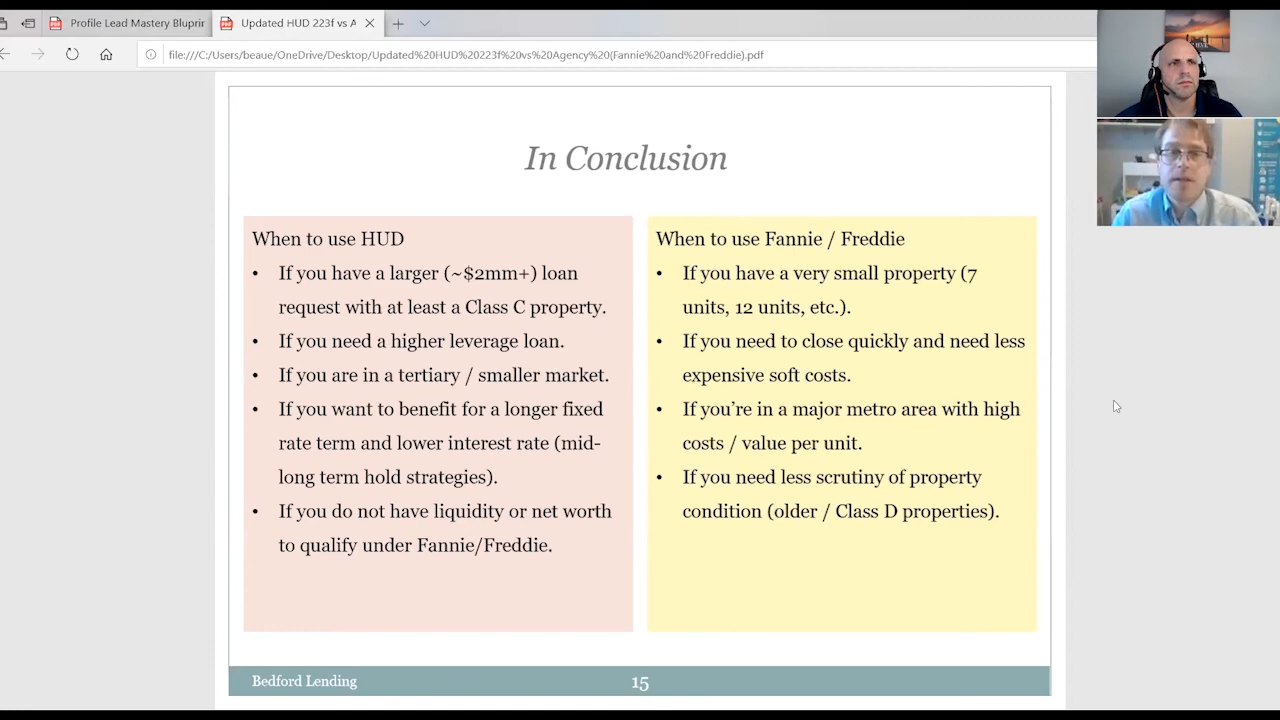 Profile Lead Mastery Bluprir
Updated HUD 223f vs A
file:///C:/Users/beaue/OneDrive/Desktop/Updated%20HUD%20223f%20vs%20Agency%20(Fannie%20and%20Freddie).pdf
In Conclusion
When to use HUD
• If you have a larger (~$2mm+) loan
request with at least a Class C property.
• If you need a higher leverage loan.
• If you are in a tertiary / smaller market.
• If you want to benefit for a longer fixed
rate term and lower interest rate (mid-
long term hold strategies).
• If you do not have liquidity or net worth
to qualify under Fannie/Freddie.
When to use Fannie / Freddie
• If you have a very small property (7
units, 12 units, etc.).
• If you need to close quickly and need less
expensive soft costs.
• If you’re in a major metro area with high
costs / value per unit.
• If you need less scrutiny of property
condition (older / Class D properties).
Bedford Lending
15